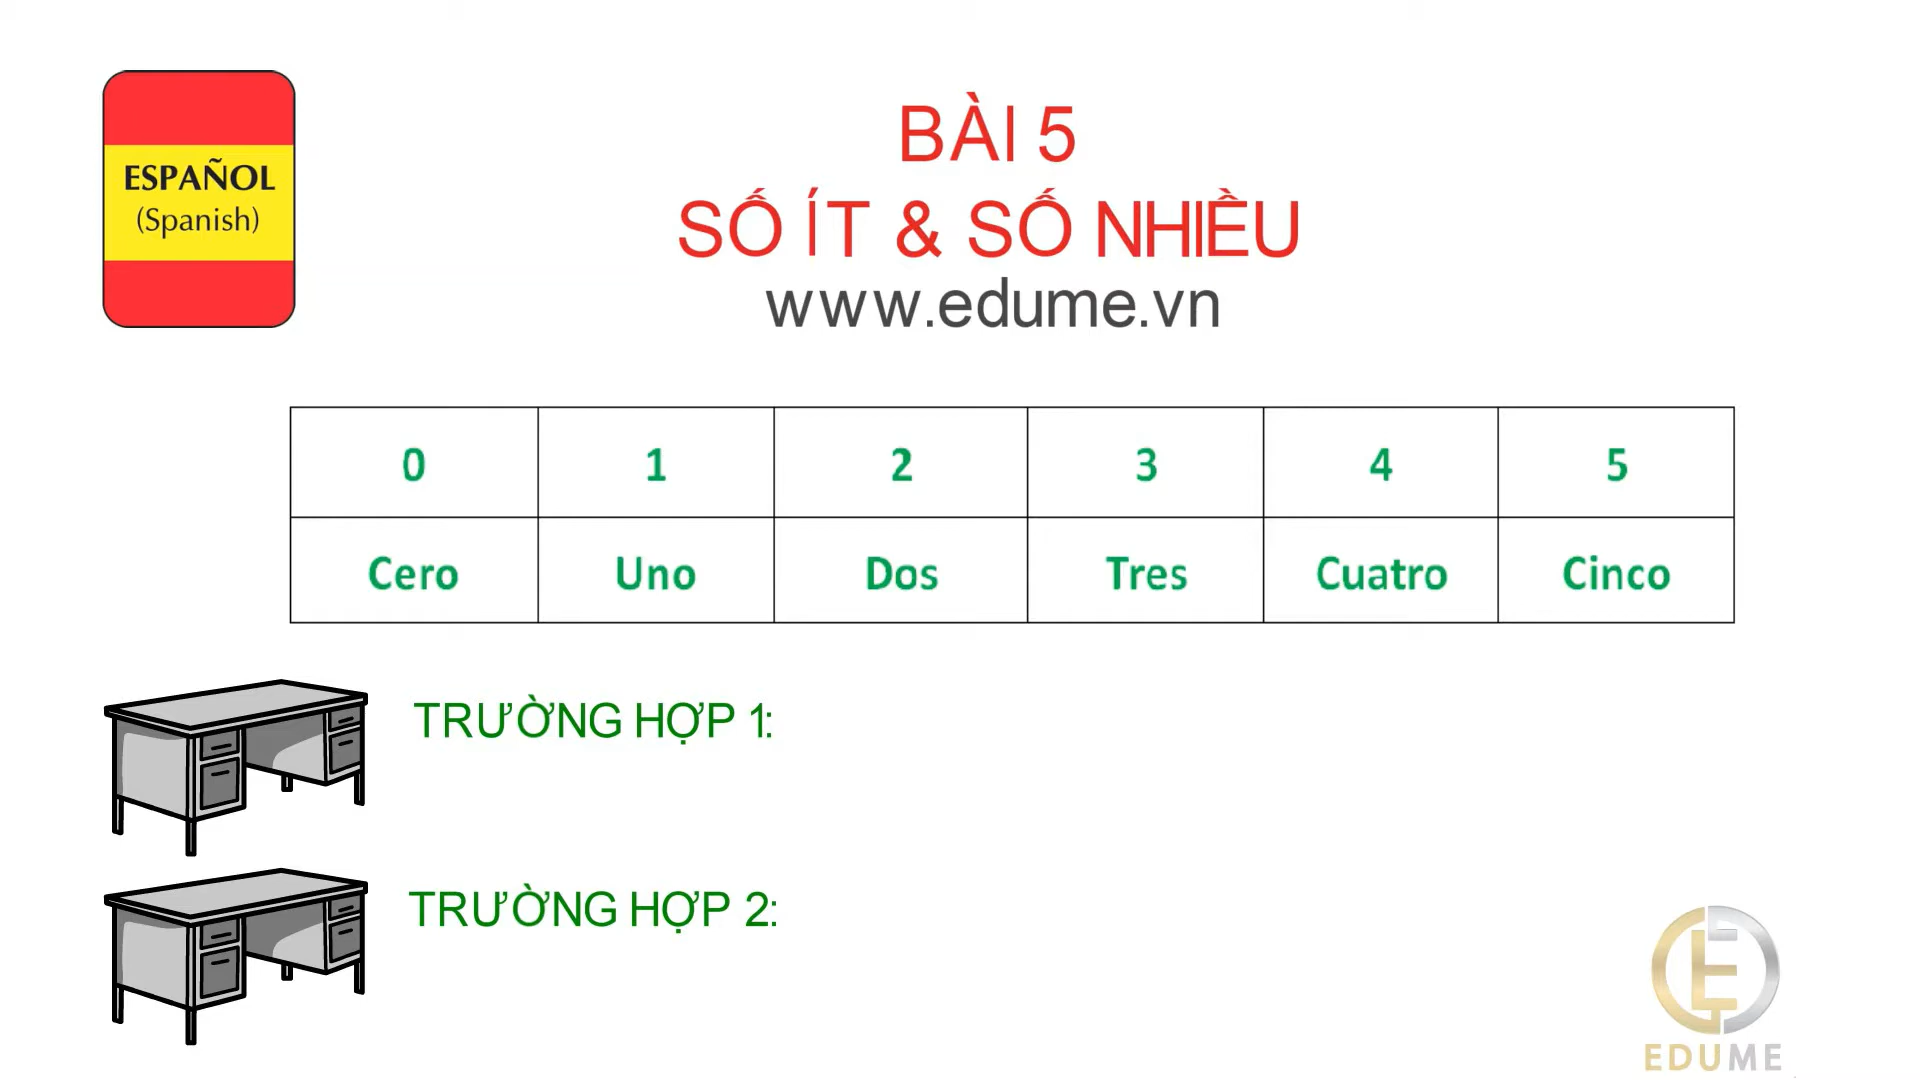 ESPAÑOL
(Spanish)
BÀI 5
SỐ ÍT & SỐ NHIỀU
www.edume.vn
0 1 2 3 4 5
Cero Uno Dos Tres Cuatro Cinco
TRƯỜNG HỢP 1:
TRƯỜNG HỢP 2:
EDUME